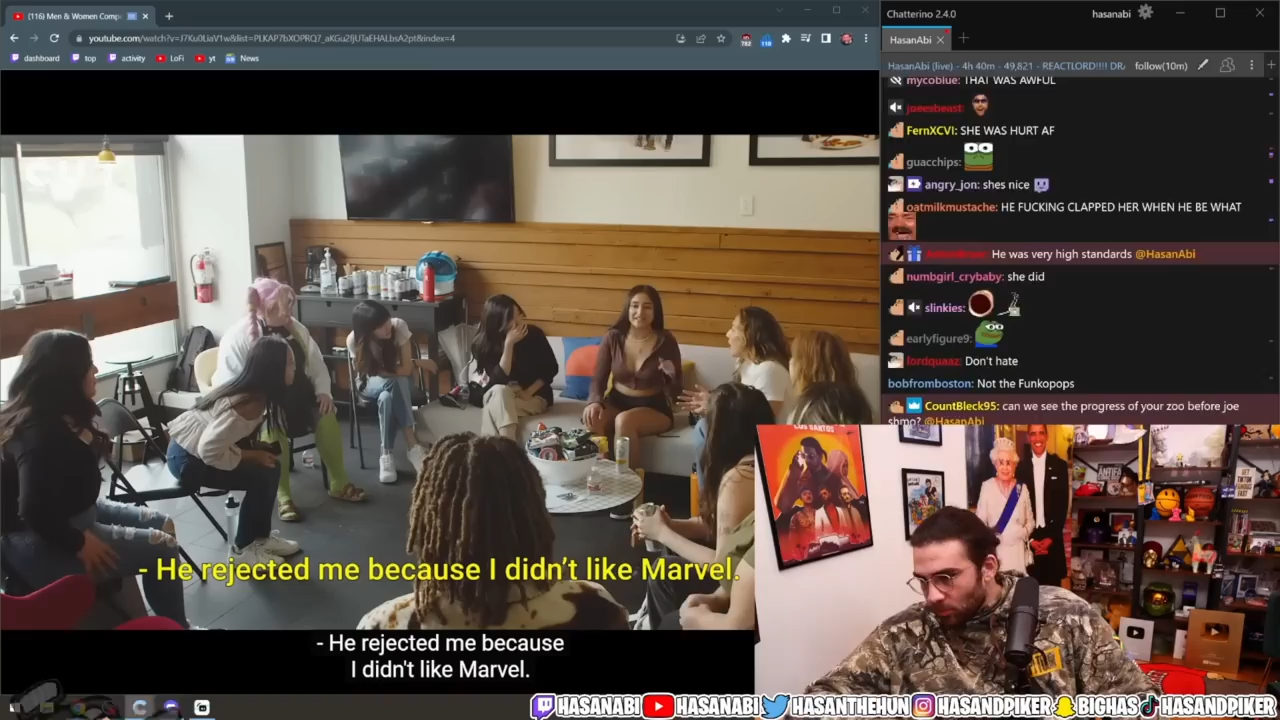 (116) Men & Women Comp
youtube.com/watch?v=J7Ku0LiaV1w&list=PLKAP7bXOPRQ7_aKGu2fJUTaEHALbsA2pt&index=4
dashboard
top
activity
LoFi
yt
News
Chatterino 2.4.0
hasanabi
HasanAbi
HasanAbi (live) - 4h 40m - 49,821 - REACTLORD!!!! DR
follow(10m)
mycoblue: THAT WAS AWFUL
joeesbeast:
FernXCVI: SHE WAS HURT AF
guacchips:
angry_jon: shes nice
oatmilkmustache: HE FUCKING CLAPPED HER WHEN HE BE WHAT
He was very high standards @HasanAbi
numbgirl_crybaby: she did
slinkies:
earlyfigure9:
lordquaaz: Don't hate
bobfromboston: Not the Funkopops
CountBleck95: can we see the progress of your zoo before joe
shmo? @HasanAbi
- He rejected me because I didn't like Marvel.
- He rejected me because
I didn't like Marvel.
LOS SANTOS
ANTIFA
HASANABI
HASANABI
HASANTHEHUN
HASANDPIKER
BIGHAS
HASANDPIKER